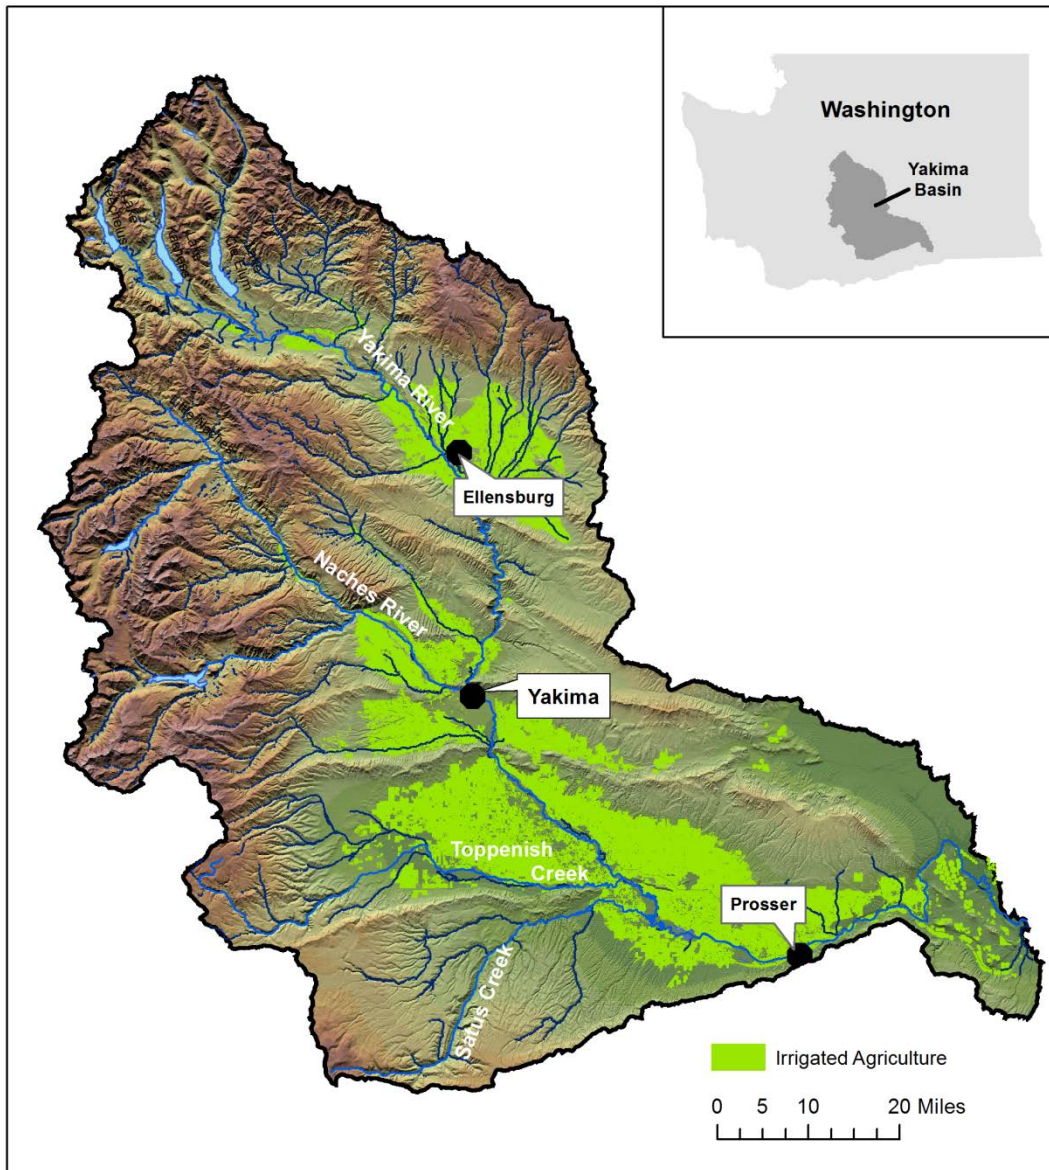 Washington
Yakima
Basin
Lake
Yakima River
Ellensburg
Naches River
Yakima
Toppenish
Creek
Prosser
Satus Creek
Irrigated Agriculture
0 5 10 20 Miles